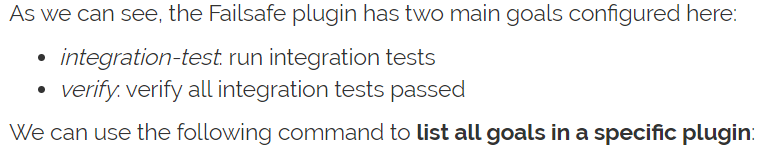 As we can see, the Failsafe plugin has two main goals configured here:
• integration-test: run integration tests
• verify: verify all integration tests passed
We can use the following command to list all goals in a specific plugin: